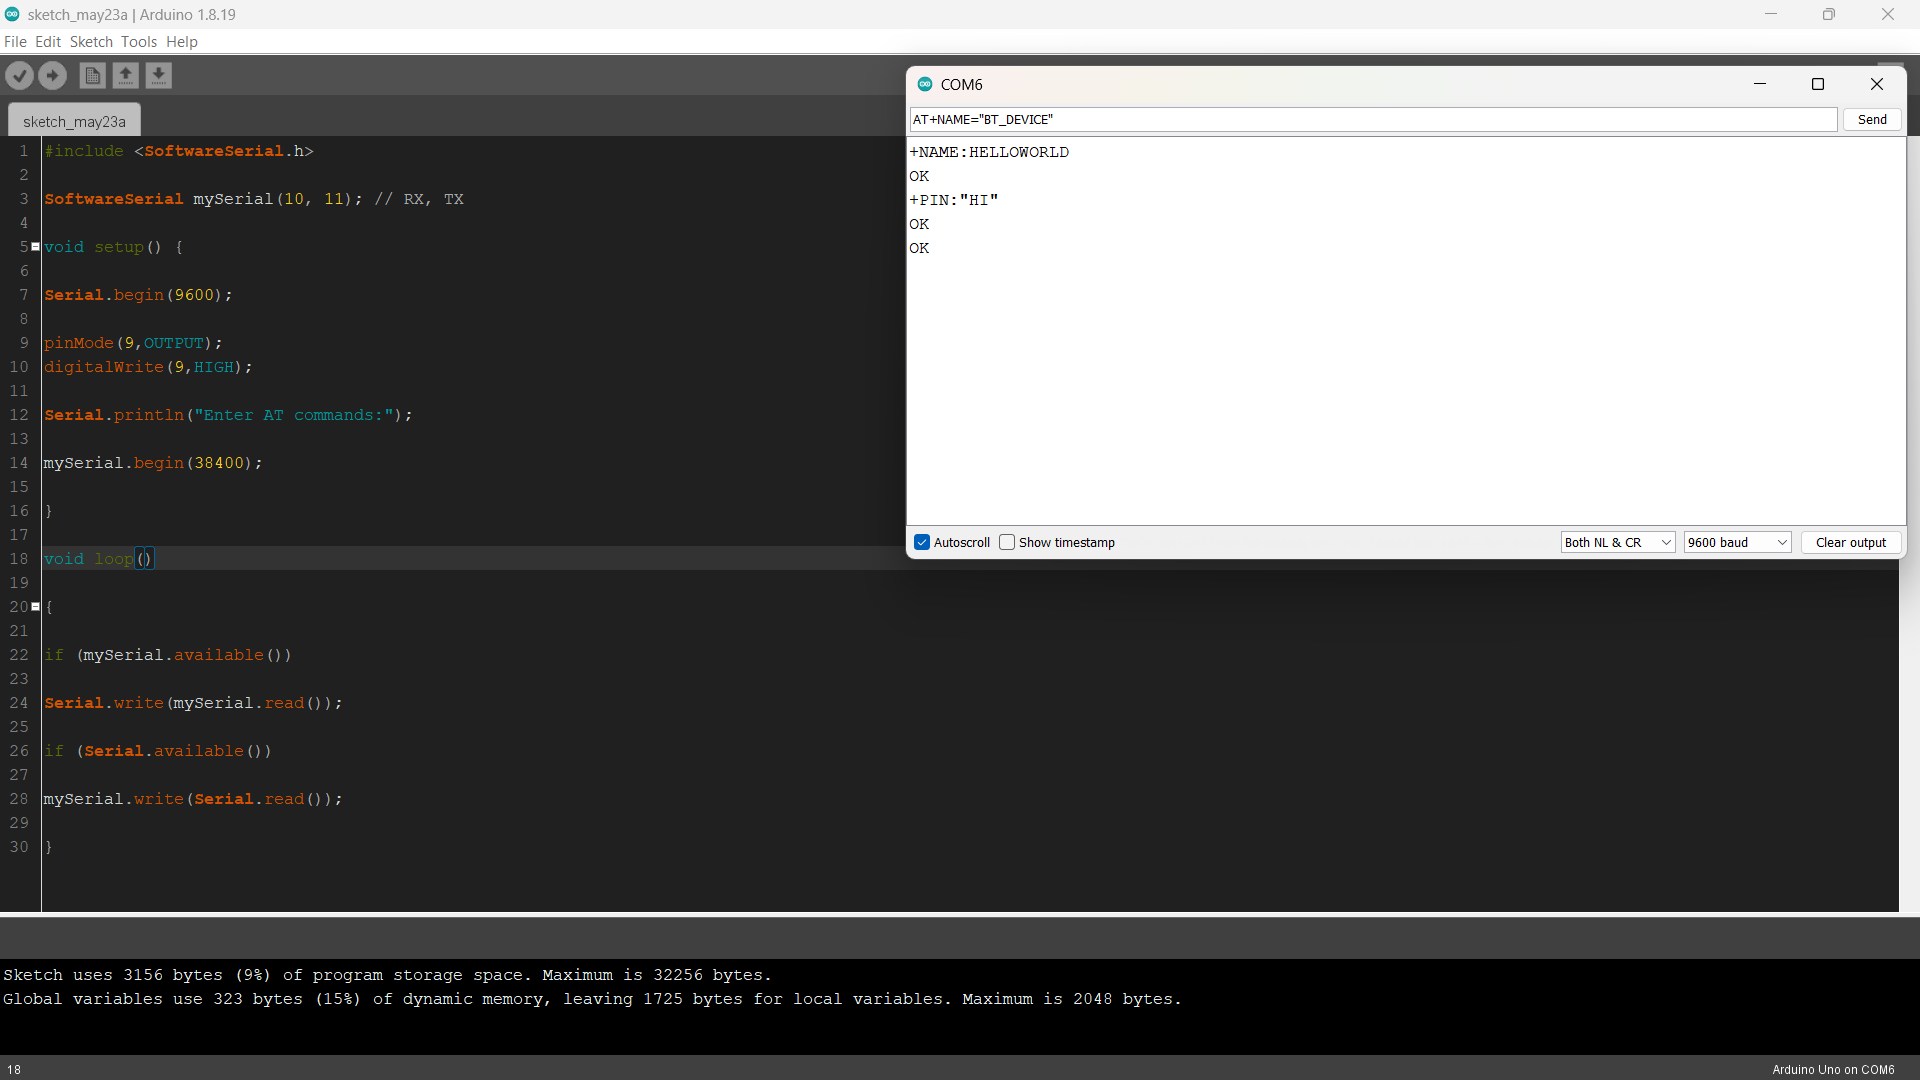 sketch_may23a | Arduino 1.8.19
File Edit Sketch Tools Help
sketch_may23a
1 #include <SoftwareSerial.h>
2
3 SoftwareSerial mySerial(10, 11); // RX, TX
4
5 void setup() {
6
7 Serial.begin(9600);
8
9 pinMode(9,OUTPUT);
10 digitalWrite(9,HIGH);
11
12 Serial.println("Enter AT commands:");
13
14 mySerial.begin(38400);
15
16 }
17
18 void loop()
19
20 {
21
22 if (mySerial.available())
23
24 Serial.write(mySerial.read());
25
26 if (Serial.available())
27
28 mySerial.write(Serial.read());
29
30 }
COM6
AT+NAME="BT_DEVICE"
Send
+NAME:HELLOWORLD
OK
+PIN:"HI"
OK
OK
Autoscroll Show timestamp
Both NL & CR
9600 baud
Clear output
Sketch uses 3156 bytes (9%) of program storage space. Maximum is 32256 bytes.
Global variables use 323 bytes (15%) of dynamic memory, leaving 1725 bytes for local variables. Maximum is 2048 bytes.
18
Arduino Uno on COM6